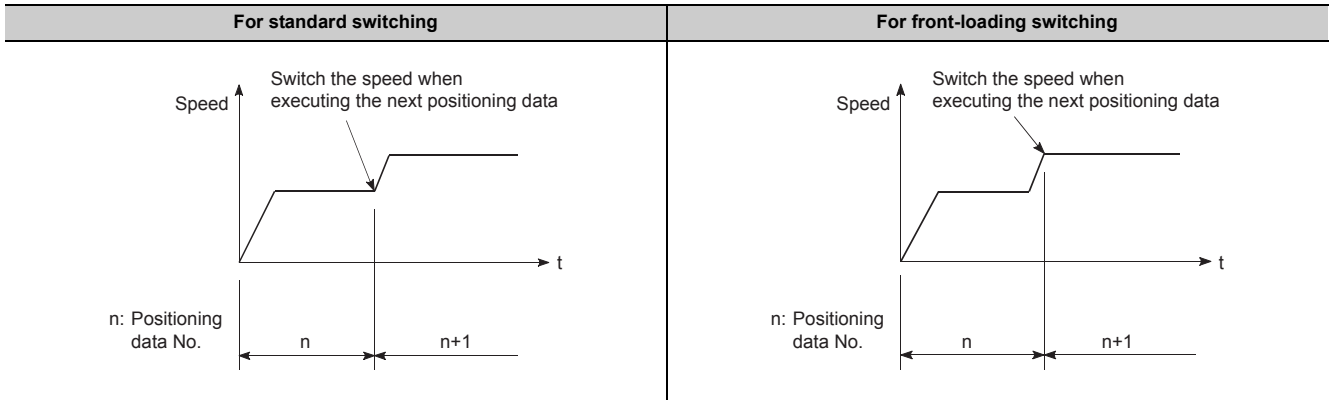 For standard switching
Switch the speed when
executing the next positioning data
Speed
t
n: Positioning
data No.
n
n+1
For front-loading switching
Switch the speed when
executing the next positioning data
Speed
t
n: Positioning
data No.
n
n+1